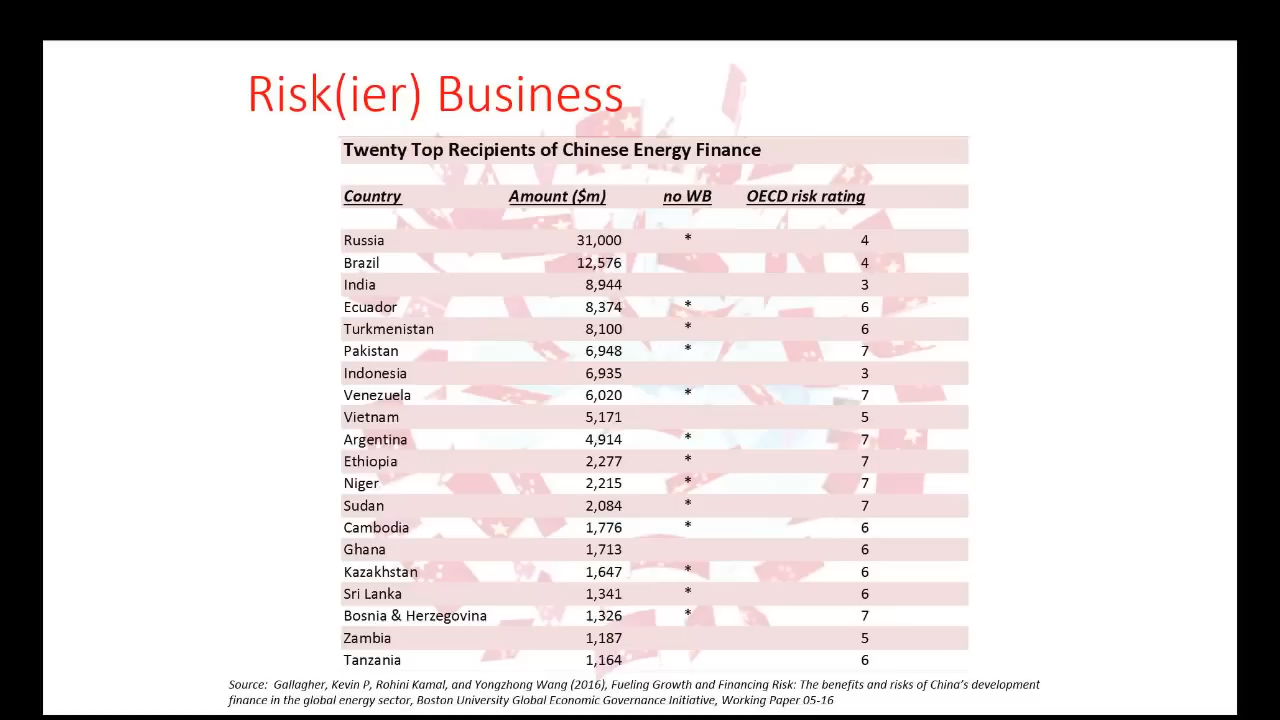 Risk(ier) Business
Twenty Top Recipients of Chinese Energy Finance
Country Amount ($m) no WB OECD risk rating
Russia 31,000 * 4
Brazil 12,576 4
India 8,944 3
Ecuador 8,374 * 6
Turkmenistan 8,100 * 6
Pakistan 6,948 * 7
Indonesia 6,935 3
Venezuela 6,020 * 7
Vietnam 5,171 5
Argentina 4,914 * 7
Ethiopia 2,277 * 7
Niger 2,215 * 7
Sudan 2,084 * 7
Cambodia 1,776 * 6
Ghana 1,713 6
Kazakhstan 1,647 * 6
Sri Lanka 1,341 * 6
Bosnia & Herzegovina 1,326 * 7
Zambia 1,187 5
Tanzania 1,164 6
Source: Gallagher, Kevin P, Rohini Kamal, and Yongzhong Wang (2016), Fueling Growth and Financing Risk: The benefits and risks of China's development
finance in the global energy sector, Boston University Global Economic Governance Initiative, Working Paper 05-16